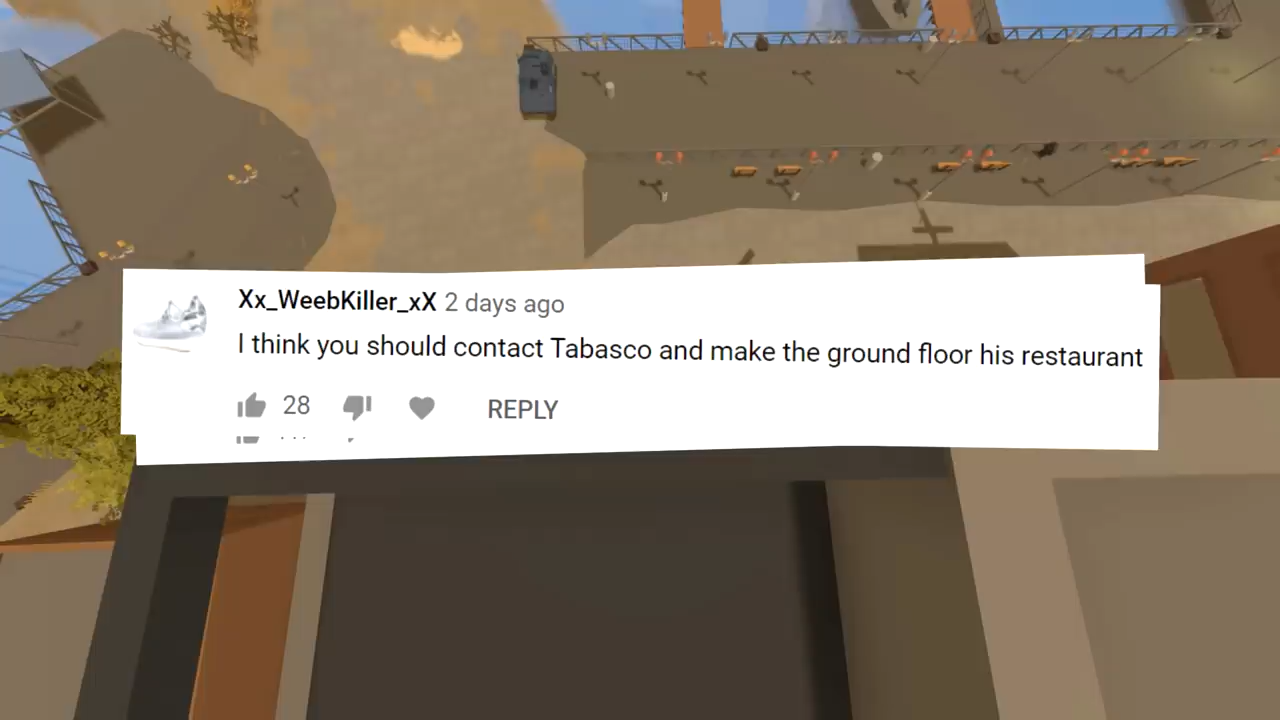 Xx_WeebKiller_xX 2 days ago
I think you should contact Tabasco and make the ground floor his restaurant
28
REPLY